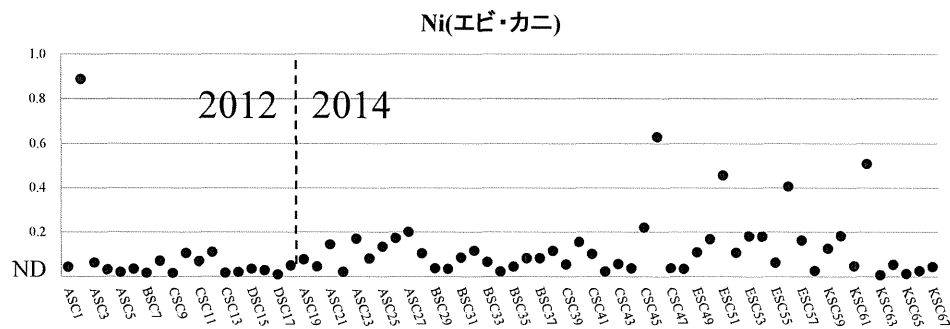 Ni(エビ・カニ)
1.0
0.8
0.6
0.4
0.2
ND
2012
2014
ASC1
ASC3
ASC5
BSC7
CSC9
CSC11
CSC13
DSC15
DSC17
ASC19
ASC21
ASC23
ASC25
ASC27
BSC29
BSC31
BSC33
BSC35
BSC37
CSC39
CSC41
CSC43
CSC45
CSC47
ESC49
ESC51
ESC53
ESC55
ESC57
KSC59
KSC61
KSC63
KSC65
KSC67